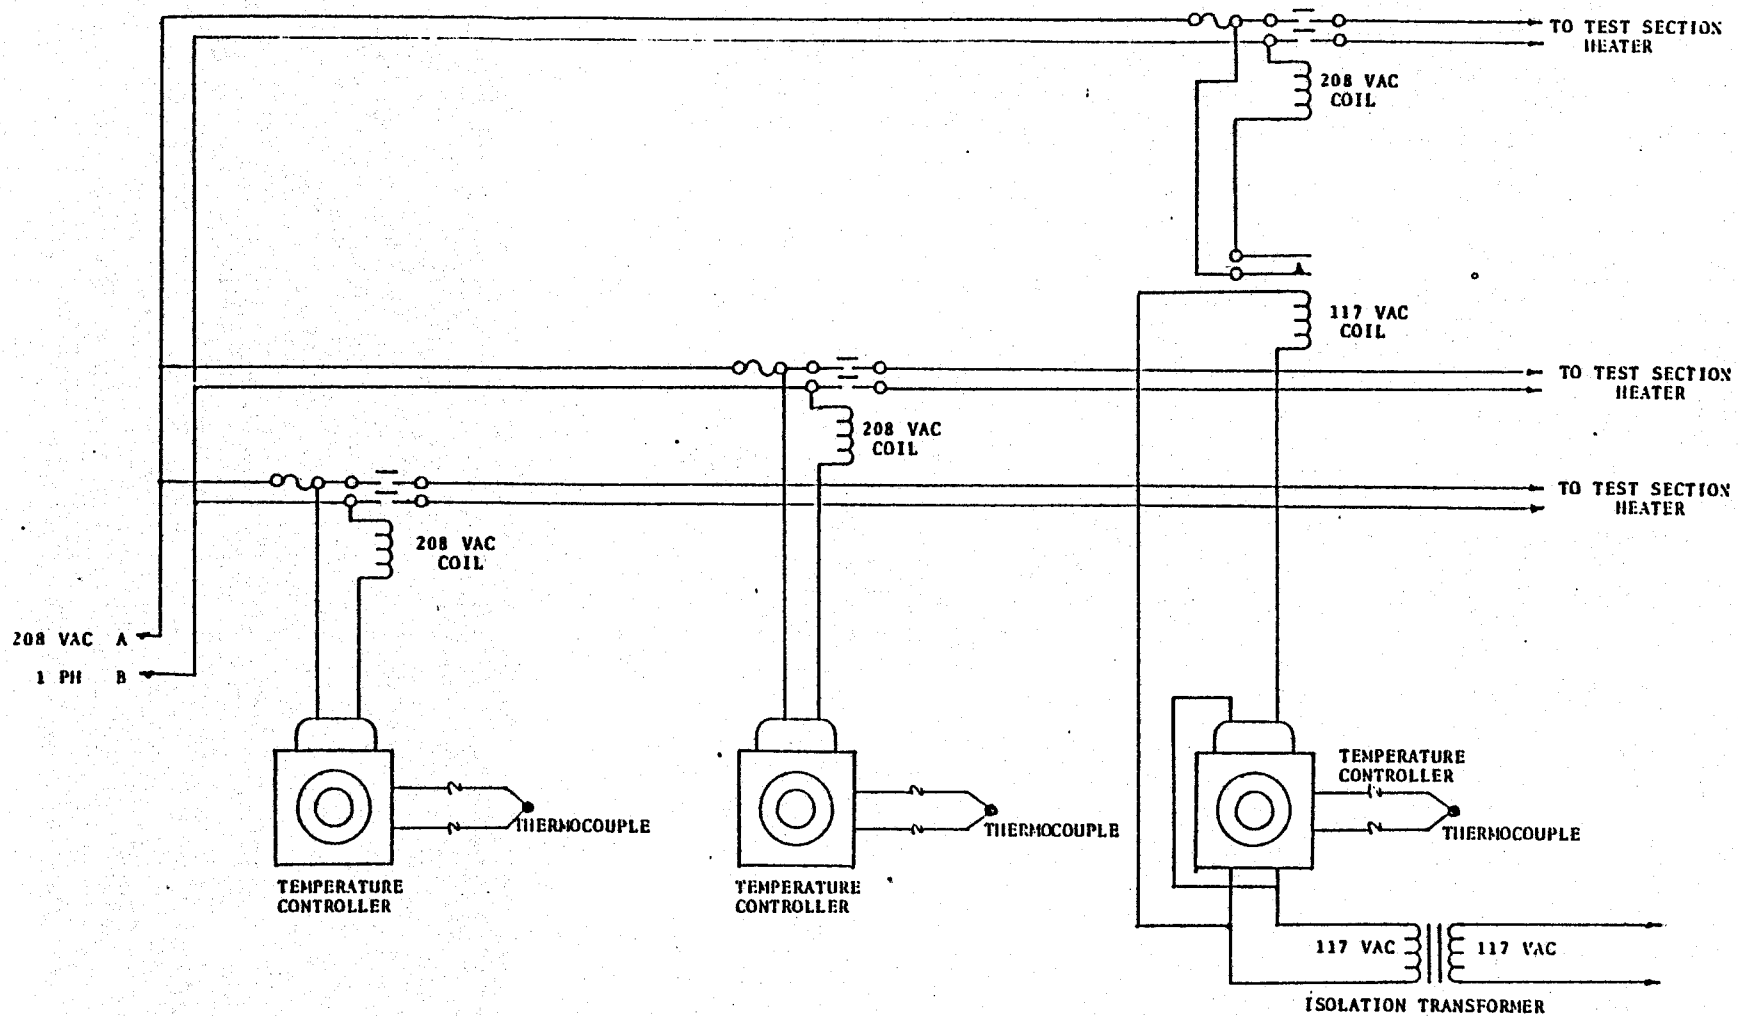 TO TEST SECTION
HEATER
208 VAC
COIL
117 VAC
COIL
TO TEST SECTION
HEATER
208 VAC
COIL
TO TEST SECTION
HEATER
208 VAC
COIL
208 VAC A
1 PH B
TEMPERATURE
CONTROLLER
THERMOCOUPLE
THERMOCOUPLE
THERMOCOUPLE
TEMPERATURE
CONTROLLER
TEMPERATURE
CONTROLLER
117 VAC
117 VAC
ISOLATION TRANSFORMER